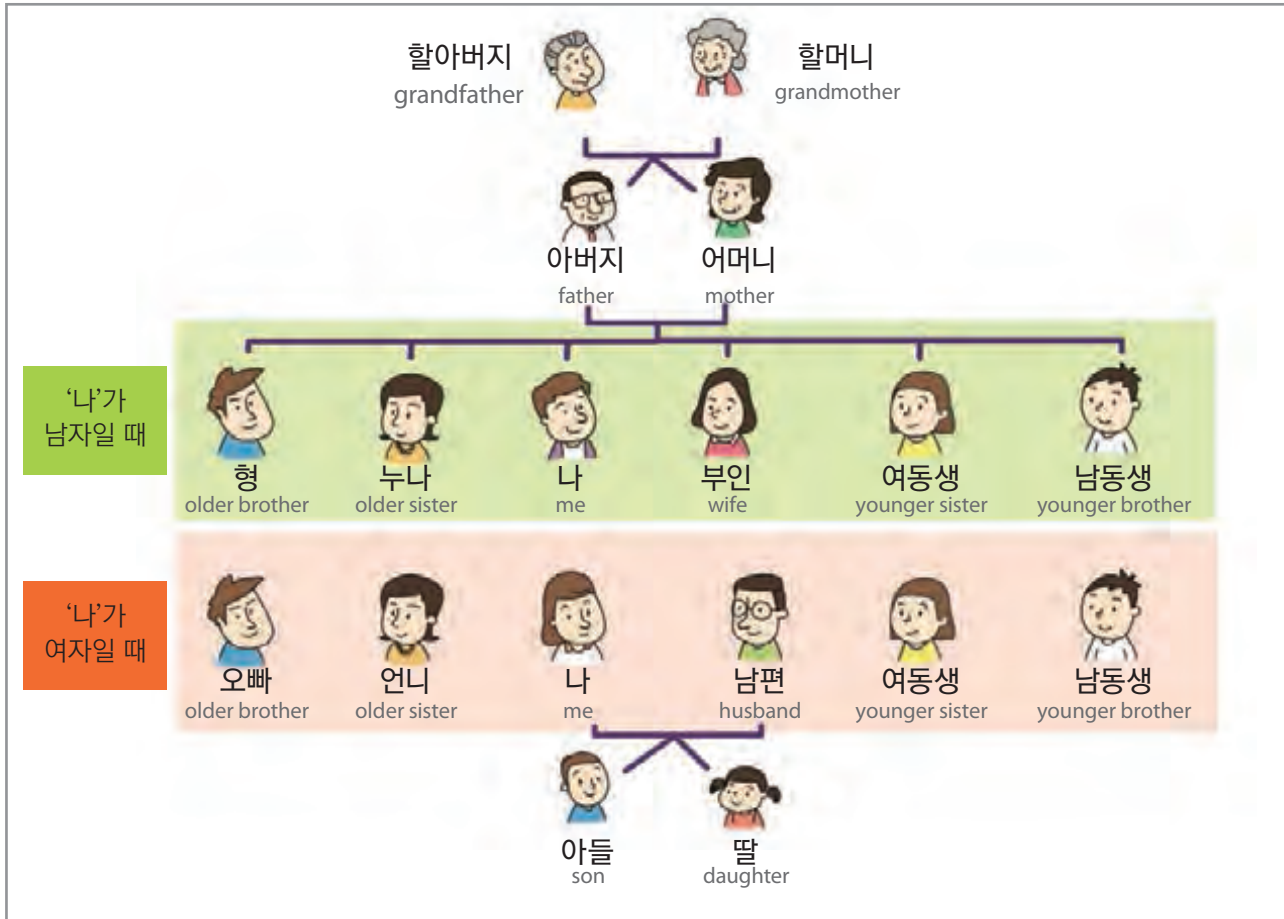 할아버지
grandfather
할머니
grandmother
아버지
father
어머니
mother
‘나’가
남자일 때
형
older brother
누나
older sister
나
me
부인
wife
여동생
younger sister
남동생
younger brother
‘나’가
여자일 때
오빠
older brother
언니
older sister
나
me
남편
husband
여동생
younger sister
남동생
younger brother
아들
son
딸
daughter